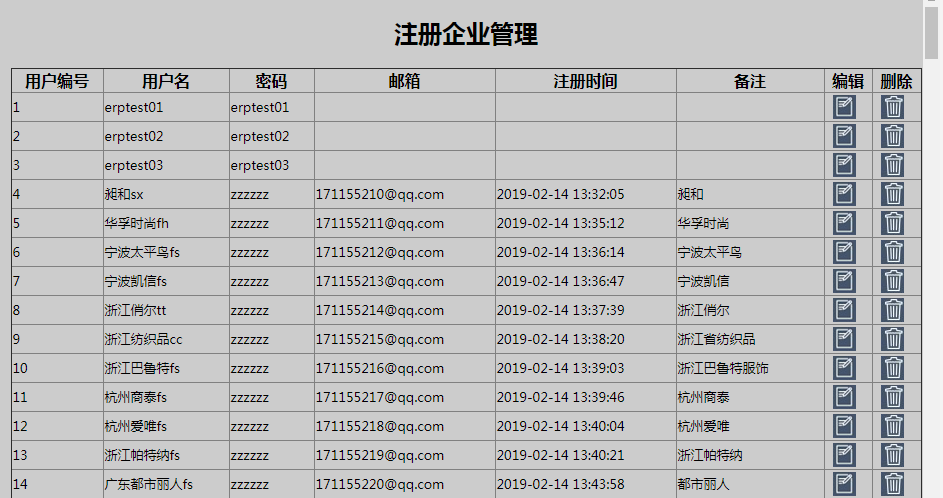 注册企业管理
用户编号 用户名 密码 邮箱 注册时间 备注 编辑 删除
1 erptest01 erptest01
2 erptest02 erptest02
3 erptest03 erptest03
4 昶和sx zzzzzz 171155210@qq.com 2019-02-14 13:32:05 昶和
5 华孚时尚fh zzzzzz 171155211@qq.com 2019-02-14 13:35:12 华孚时尚
6 宁波太平鸟fs zzzzzz 171155212@qq.com 2019-02-14 13:36:14 宁波太平鸟
7 宁波凯信fs zzzzzz 171155213@qq.com 2019-02-14 13:36:47 宁波凯信
8 浙江俏尔tt zzzzzz 171155214@qq.com 2019-02-14 13:37:39 浙江俏尔
9 浙江纺织品cc zzzzzz 171155215@qq.com 2019-02-14 13:38:20 浙江省纺织品
10 浙江巴鲁特fs zzzzzz 171155216@qq.com 2019-02-14 13:39:03 浙江巴鲁特服饰
11 杭州商泰fs zzzzzz 171155217@qq.com 2019-02-14 13:39:46 杭州商泰
12 杭州爱唯fs zzzzzz 171155218@qq.com 2019-02-14 13:40:04 杭州爱唯
13 浙江帕特纳fs zzzzzz 171155219@qq.com 2019-02-14 13:40:21 浙江帕特纳
14 广东都市丽人fs zzzzzz 171155220@qq.com 2019-02-14 13:43:58 都市丽人